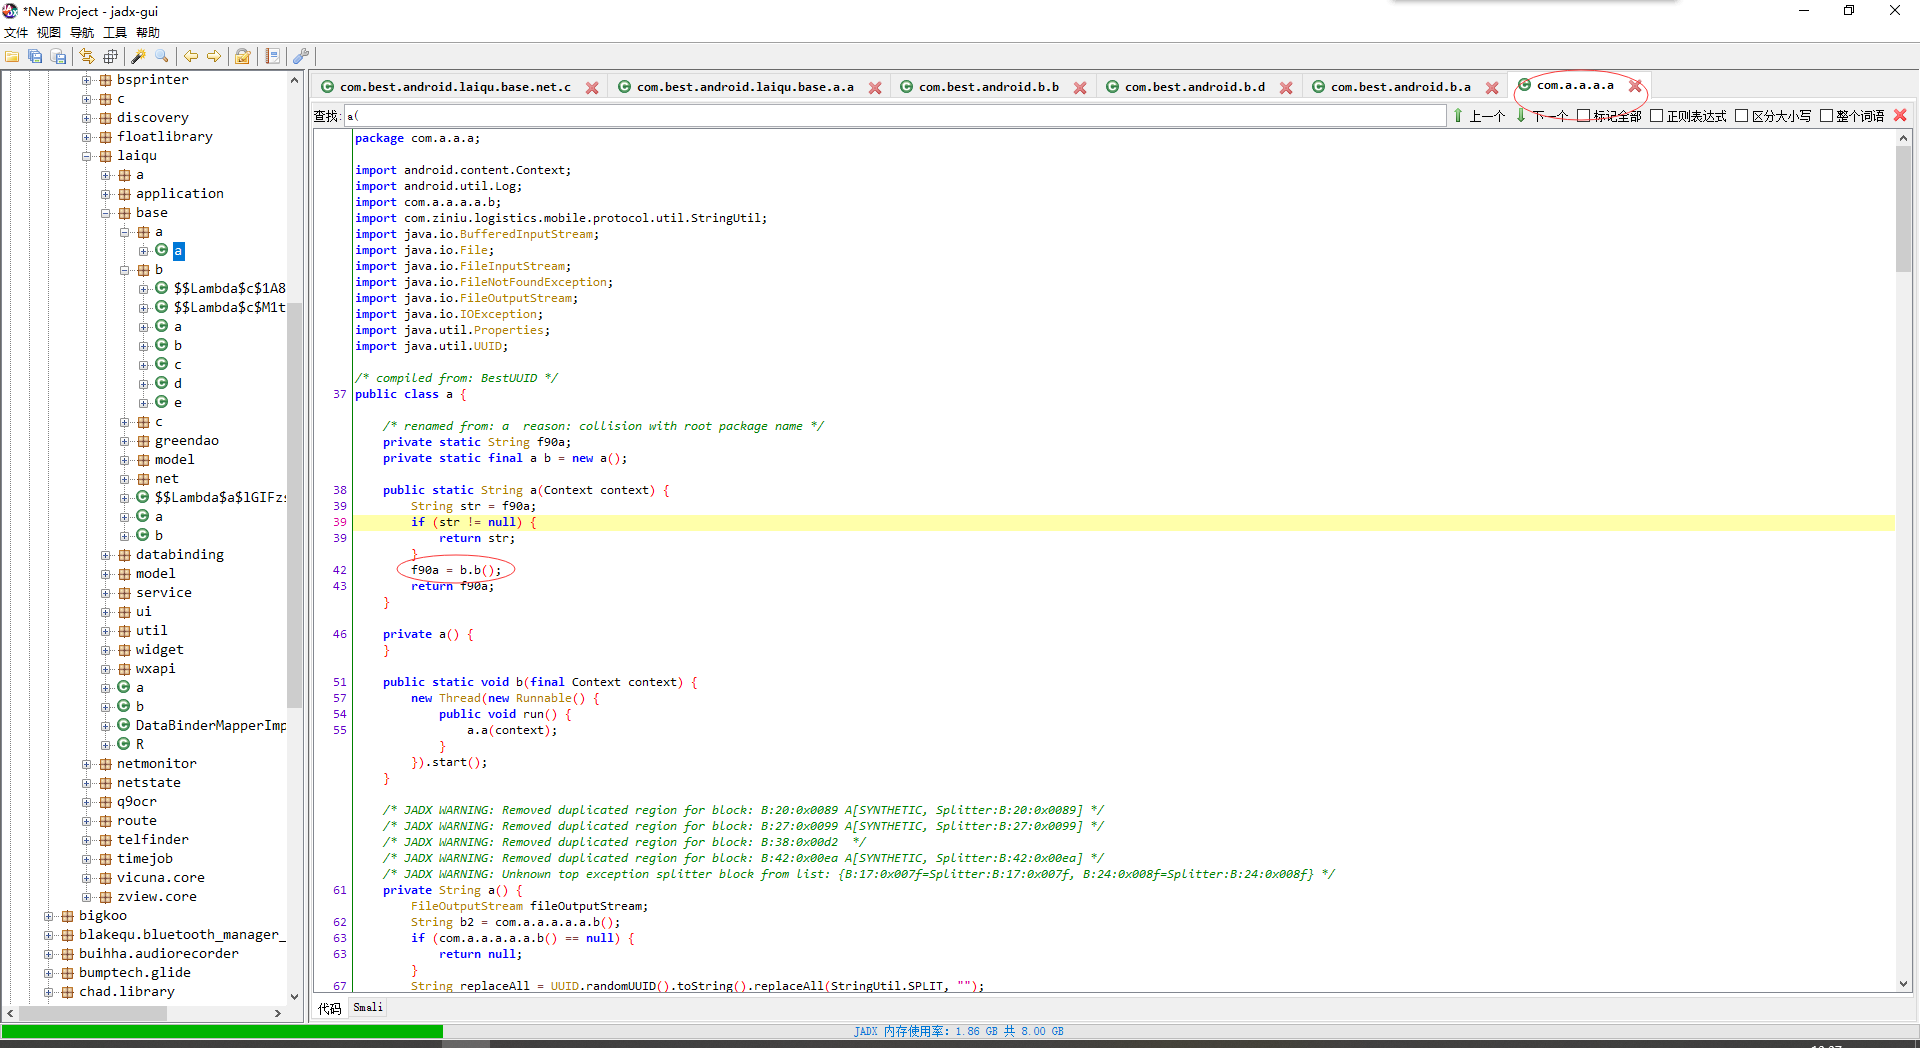 *New Project - jadx-gui
文件 视图 导航 工具 帮助
bsprinter
c
discovery
floatlibrary
laiqu
a
application
base
a
a
b
$$Lambda$c$1A8
$$Lambda$c$M1t
a
b
c
d
e
c
greendao
model
net
$$Lambda$a$lGIFzs
a
b
databinding
model
service
ui
util
widget
wxapi
a
b
DataBinderMapperImp
R
netmonitor
netstate
q9ocr
route
telfinder
timejob
vicuna.core
zview.core
bigkoo
blakequ.bluetooth_manager_
buihha.audiorecorder
bumptech.glide
chad.library
com.best.android.laiqu.base.net.c com.best.android.laiqu.base.a.a com.best.android.b.b com.best.android.b.d com.best.android.b.a com.a.a.a.a
查找: a( 上一个 下一个 标记全部 正则表达式 区分大小写 整个词语
package com.a.a.a;
import android.content.Context;
import android.util.Log;
import com.a.a.a.a.b;
import com.ziniu.logistics.mobile.protocol.util.StringUtil;
import java.io.BufferedInputStream;
import java.io.File;
import java.io.FileInputStream;
import java.io.FileNotFoundException;
import java.io.FileOutputStream;
import java.io.IOException;
import java.util.Properties;
import java.util.UUID;
/* compiled from: BestUUID */
37 public class a {
/* renamed from: a  reason: collision with root package name */
private static String f90a;
private static final a b = new a();
38 public static String a(Context context) {
39 String str = f90a;
39 if (str != null) {
39 return str;
}
42 f90a = b.b();
43 return f90a;
}
46 private a() {
}
51 public static void b(final Context context) {
57 new Thread(new Runnable() {
54 public void run() {
55 a.a(context);
}
}).start();
}
/* JADX WARNING: Removed duplicated region for block: B:20:0x0089 A[SYNTHETIC, Splitter:B:20:0x0089] */
/* JADX WARNING: Removed duplicated region for block: B:27:0x0099 A[SYNTHETIC, Splitter:B:27:0x0099] */
/* JADX WARNING: Removed duplicated region for block: B:38:0x00d2  */
/* JADX WARNING: Removed duplicated region for block: B:42:0x00ea A[SYNTHETIC, Splitter:B:42:0x00ea] */
/* JADX WARNING: Unknown top exception splitter block from list: {B:17:0x007f=Splitter:B:17:0x007f, B:24:0x008f=Splitter:B:24:0x008f} */
61 private String a() {
FileOutputStream fileOutputStream;
62 String b2 = com.a.a.a.a.a.b();
63 if (com.a.a.a.a.a.b() == null) {
63 return null;
}
67 String replaceAll = UUID.randomUUID().toString().replaceAll(StringUtil.SPLIT, "");
代码 Smali
JADX 内存使用率: 1.86 GB 共 8.00 GB